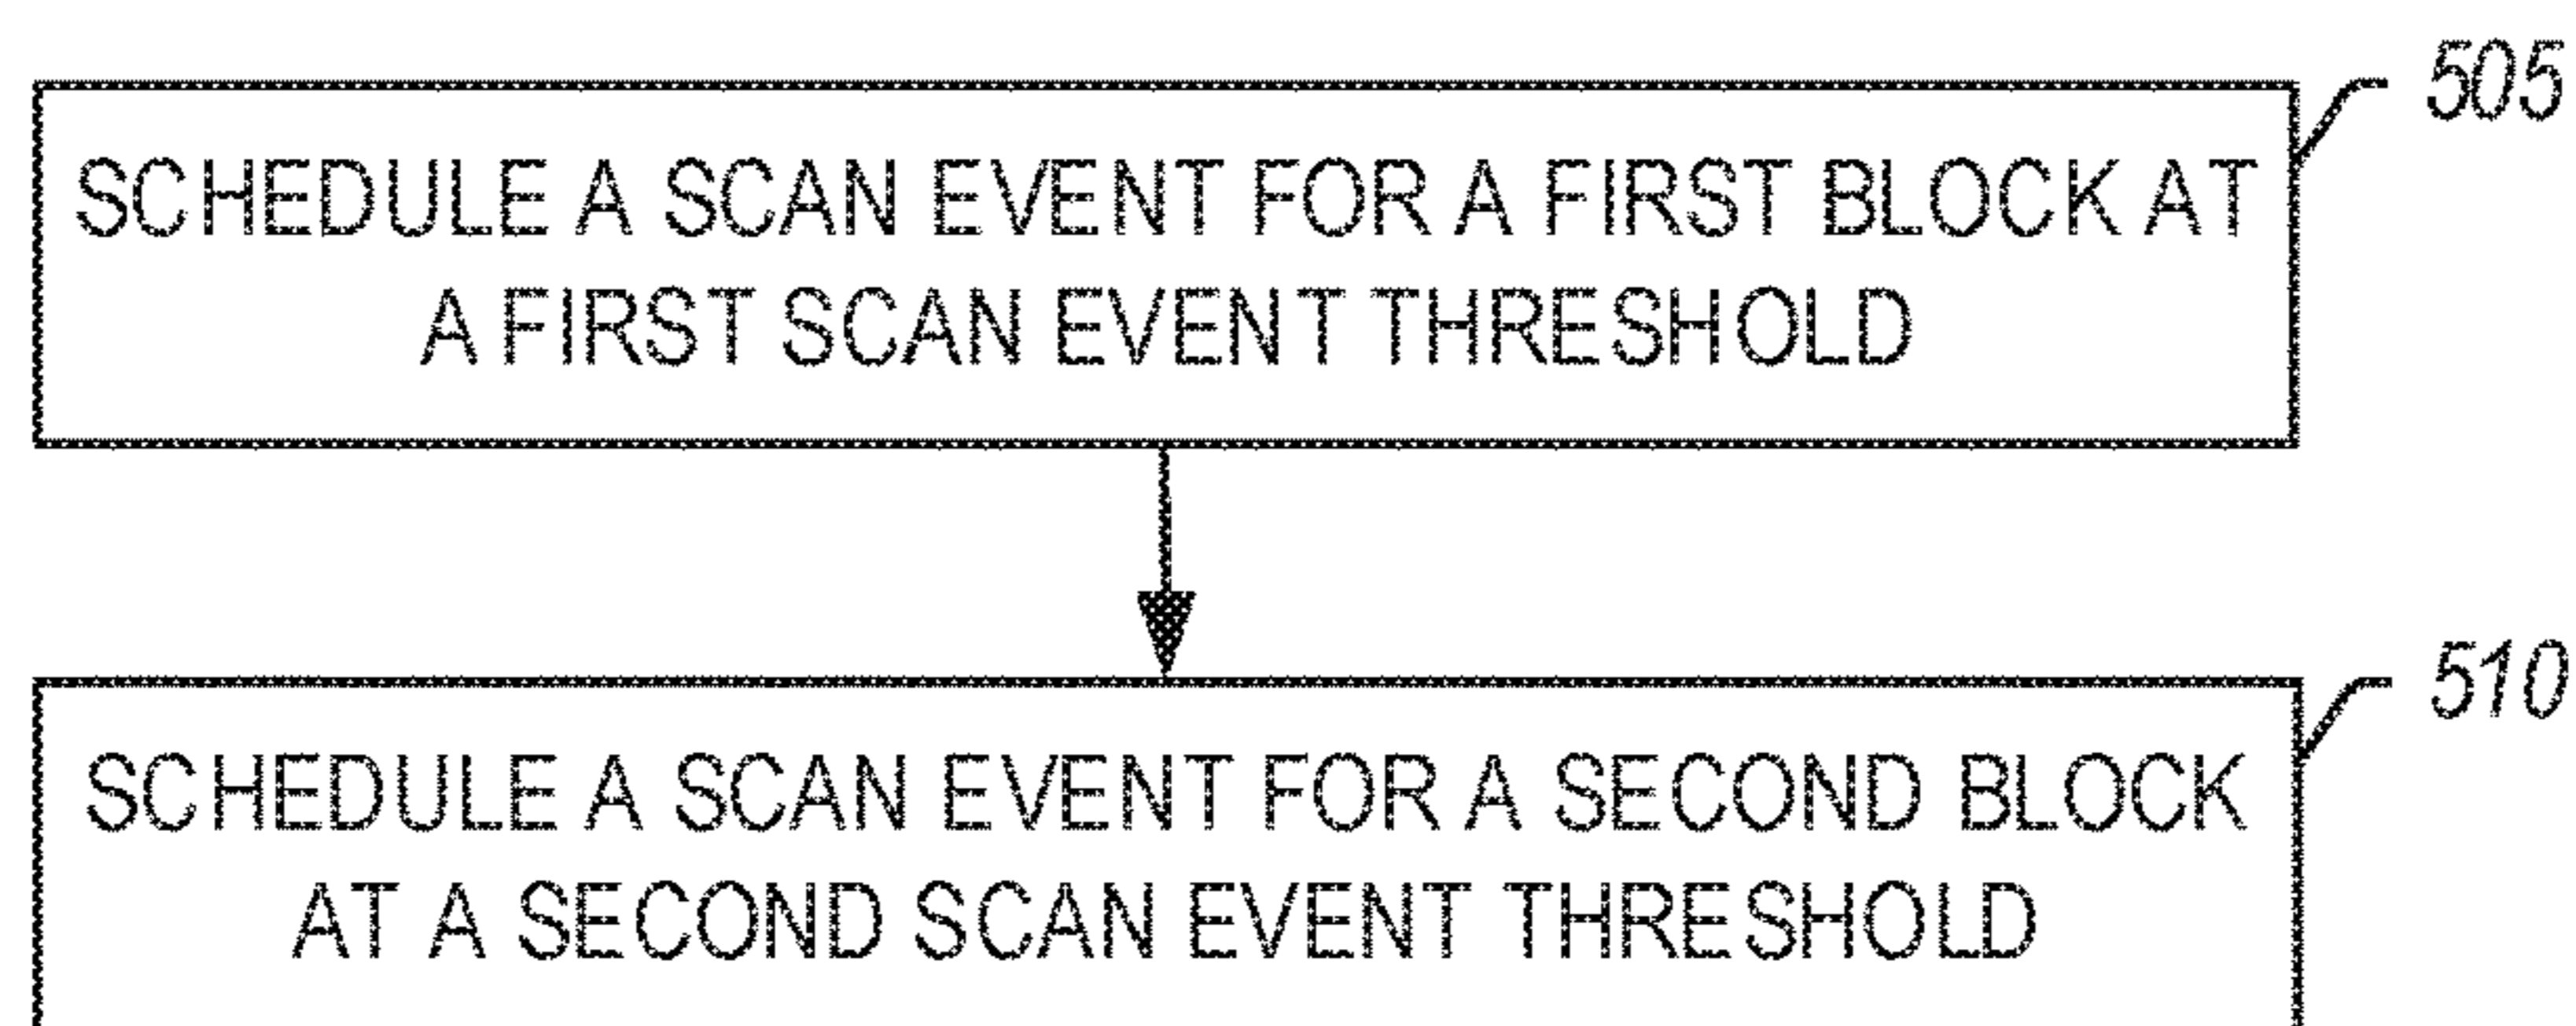 505
SCHEDULE A SCAN EVENT FOR A FIRST BLOCK AT
A FIRST SCAN EVENT THRESHOLD
510
SCHEDULE A SCAN EVENT FOR A SECOND BLOCK
AT A SECOND SCAN EVENT THRESHOLD